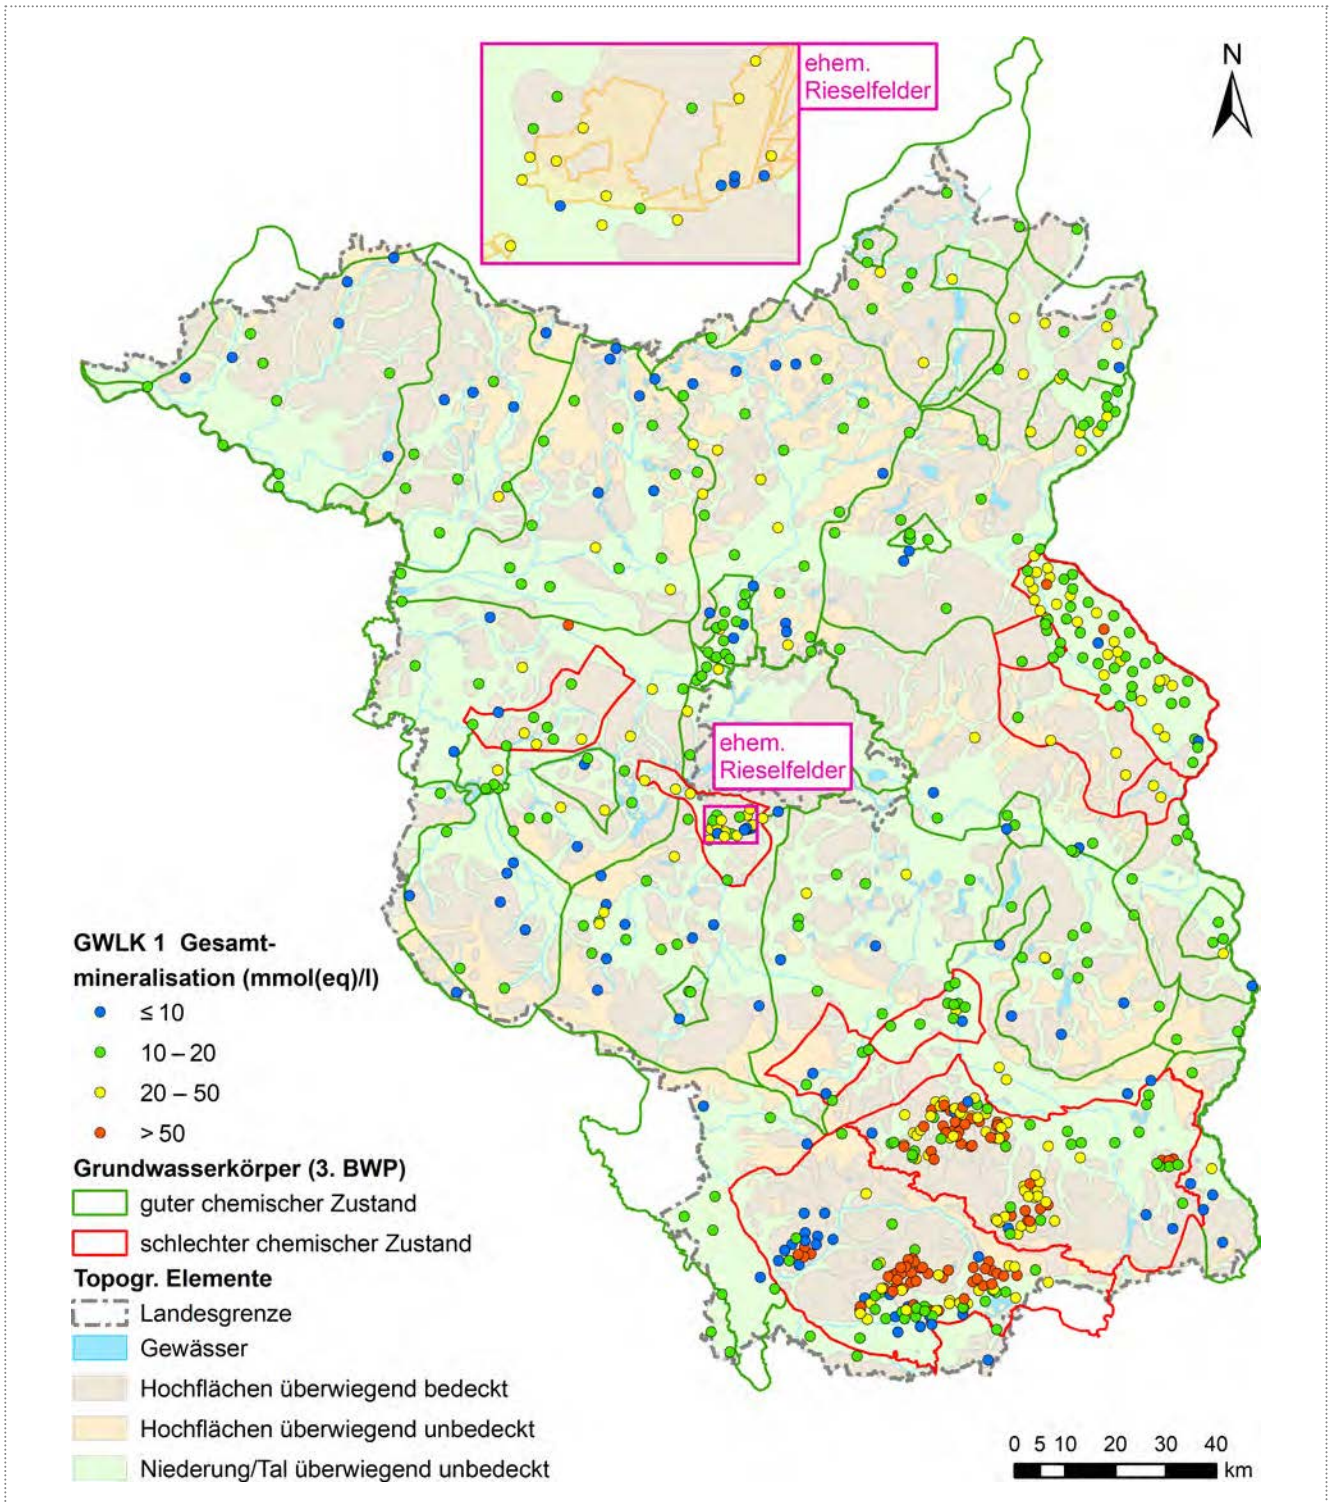 ehem.
Rieselfelder
N
ehem.
Rieselfelder
GWLK 1 Gesamt-
mineralisation (mmol(eq)/l)
≤ 10
10 – 20
20 – 50
> 50
Grundwasserkörper (3. BWP)
guter chemischer Zustand
schlechter chemischer Zustand
Topogr. Elemente
Landesgrenze
Gewässer
Hochflächen überwiegend bedeckt
Hochflächen überwiegend unbedeckt
Niederung/Tal überwiegend unbedeckt
0 5 10 20 30 40
km